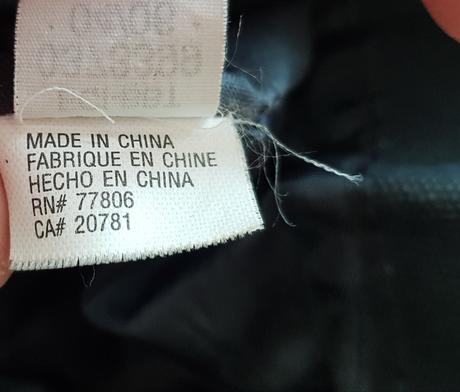 MADE IN CHINA
FABRIQUE EN CHINE
HECHO EN CHINA
RN# 77806
CA# 20781